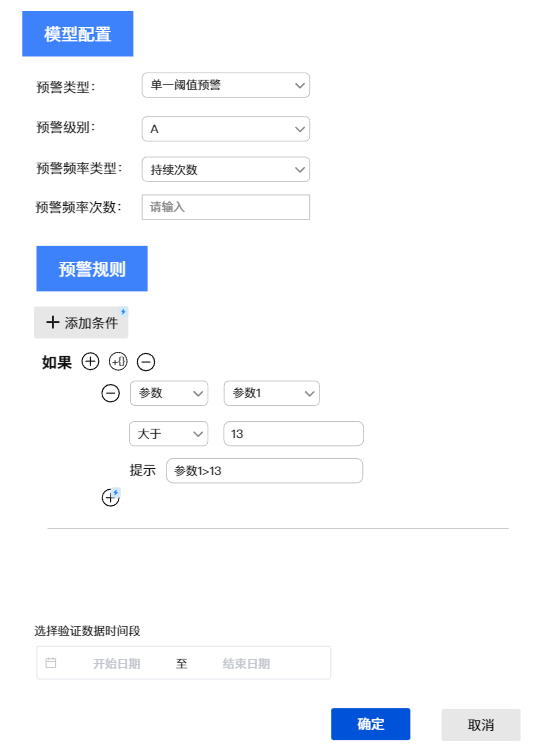 模型配置
预警类型： 单一阈值预警
预警级别： A
预警频率类型： 持续次数
预警频率次数： 请输入
预警规则
+ 添加条件
如果 +{}
参数 参数1
大于 13
提示 参数1>13
选择验证数据时间段
开始日期 至 结束日期
确定 取消